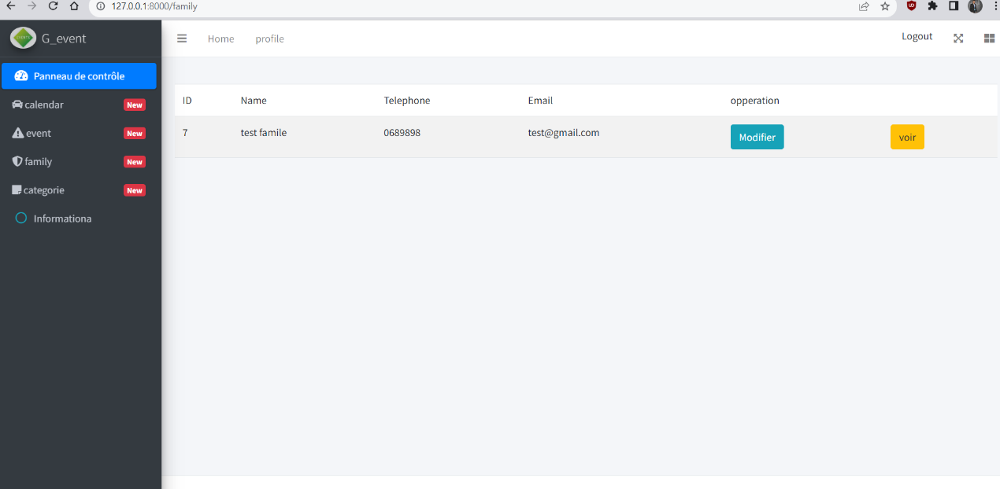 127.0.0.1:8000/family
G_event
Home profile Logout
Panneau de contrôle
calendar New
event New
family New
categorie New
Informationa
ID Name Telephone Email opperation
7 test famile 0689898 test@gmail.com Modifier voir